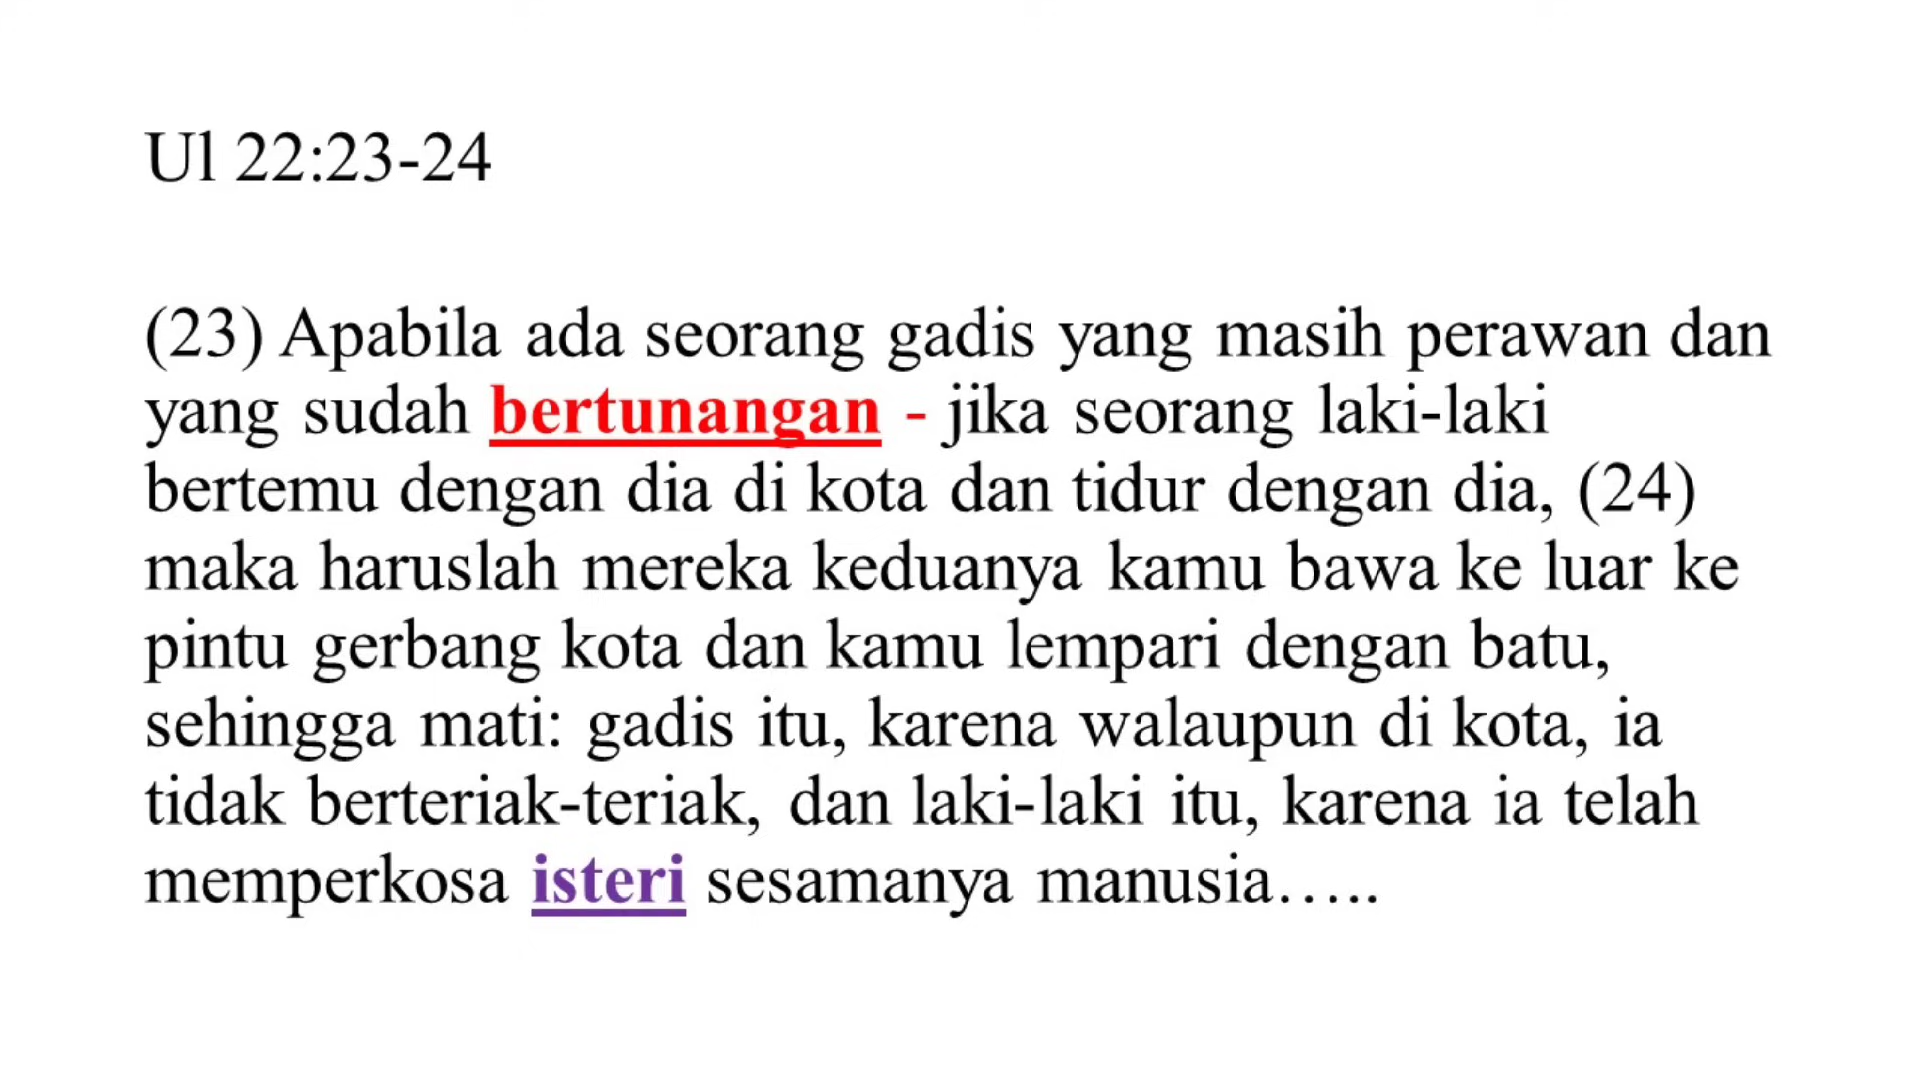 Ul 22:23-24
(23) Apabila ada seorang gadis yang masih perawan dan
yang sudah bertunangan - jika seorang laki-laki
bertemu dengan dia di kota dan tidur dengan dia, (24)
maka haruslah mereka keduanya kamu bawa ke luar ke
pintu gerbang kota dan kamu lempari dengan batu,
sehingga mati: gadis itu, karena walaupun di kota, ia
tidak berteriak-teriak, dan laki-laki itu, karena ia telah
memperkosa isteri sesamanya manusia…..